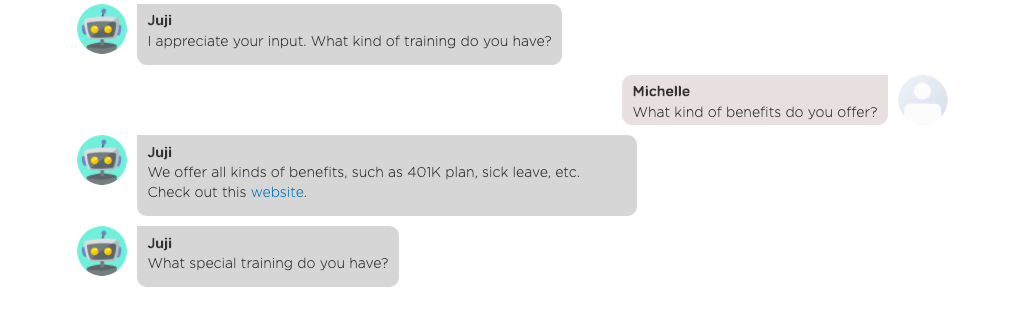 Juji
I appreciate your input. What kind of training do you have?
Michelle
What kind of benefits do you offer?
Juji
We offer all kinds of benefits, such as 401K plan, sick leave, etc.
Check out this website.
Juji
What special training do you have?